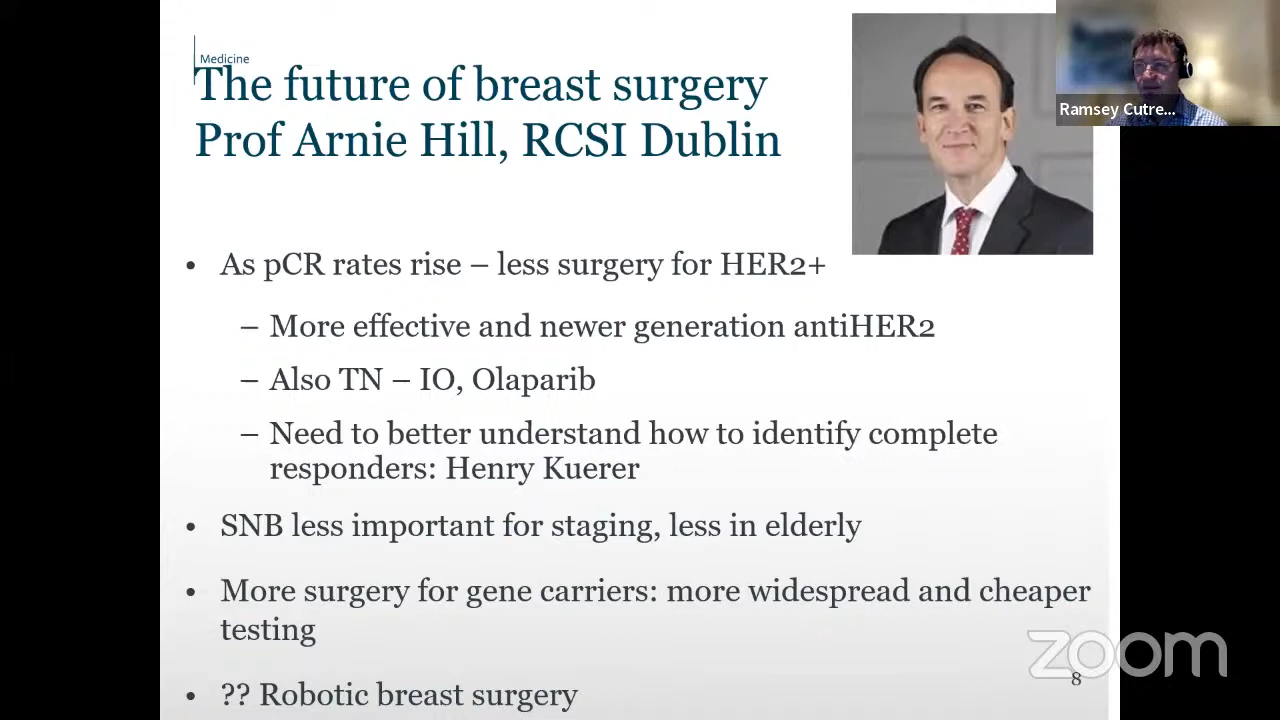 Medicine
The future of breast surgery
Prof Arnie Hill, RCSI Dublin
Ramsey Cutre...
• As pCR rates rise – less surgery for HER2+
– More effective and newer generation antiHER2
– Also TN – IO, Olaparib
– Need to better understand how to identify complete
responders: Henry Kuerer
• SNB less important for staging, less in elderly
• More surgery for gene carriers: more widespread and cheaper
testing
• ?? Robotic breast surgery
zoom
8